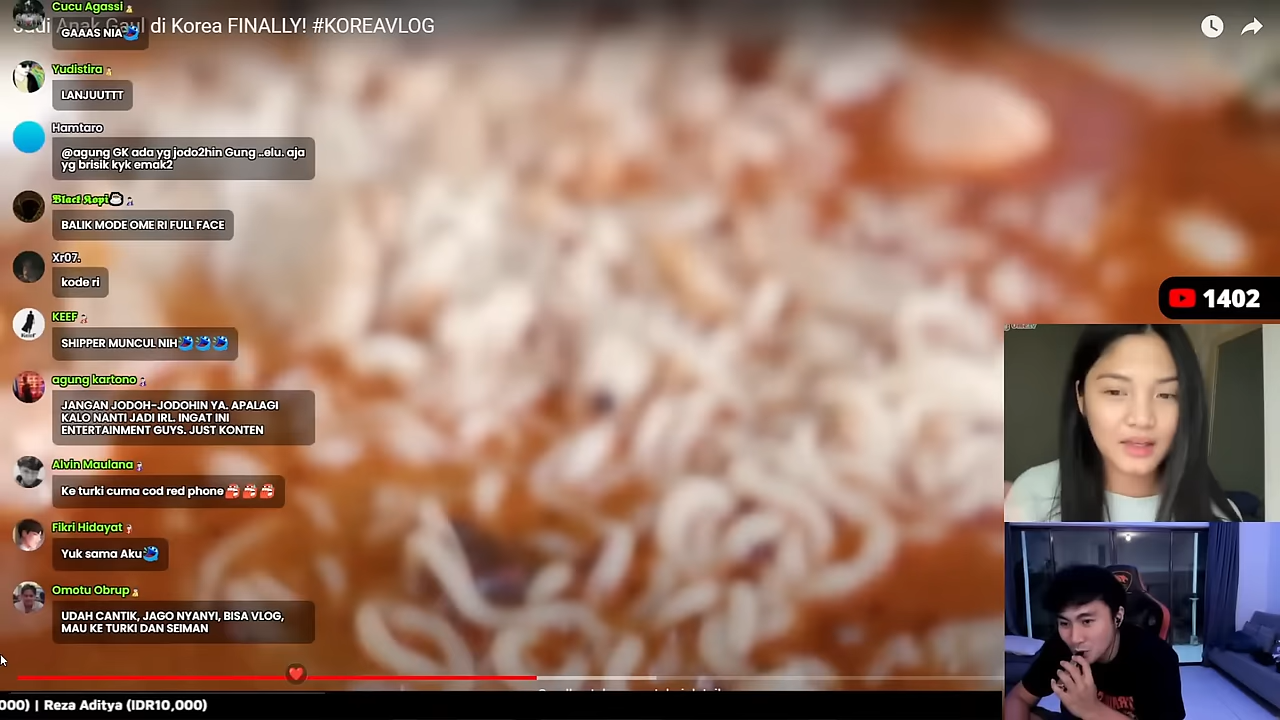 Cucu Agassi
Jadi Anak Gaul di Korea FINALLY! #KOREAVLOG
GAAAS NIA
Yudistira
LANJUUTTT
Hamtaro
@agung GK ada yg jodo2hin Gung ..elu. aja
yg brisik kyk emak2
Black Kopi
BALIK MODE OME RI FULL FACE
Xr07.
kode ri
KEEF
SHIPPER MUNCUL NIH
agung kartono
JANGAN JODOH-JODOHIN YA. APALAGI
KALO NANTI JADI IRL. INGAT INI
ENTERTAINMENT GUYS. JUST KONTEN
Alvin Maulana
Ke turki cuma cod red phone
Fikri Hidayat
Yuk sama Aku
Omotu Obrup
UDAH CANTIK, JAGO NYANYI, BISA VLOG,
MAU KE TURKI DAN SEIMAN
1402
000) | Reza Aditya (IDR10,000)